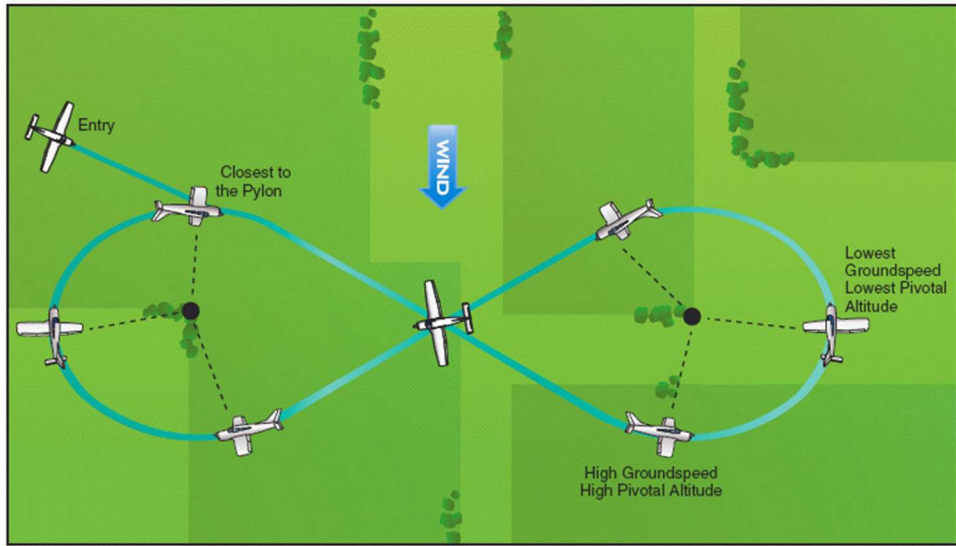 Entry
Closest to
the Pylon
WIND
Lowest
Groundspeed
Lowest Pivotal
Altitude
High Groundspeed
High Pivotal Altitude